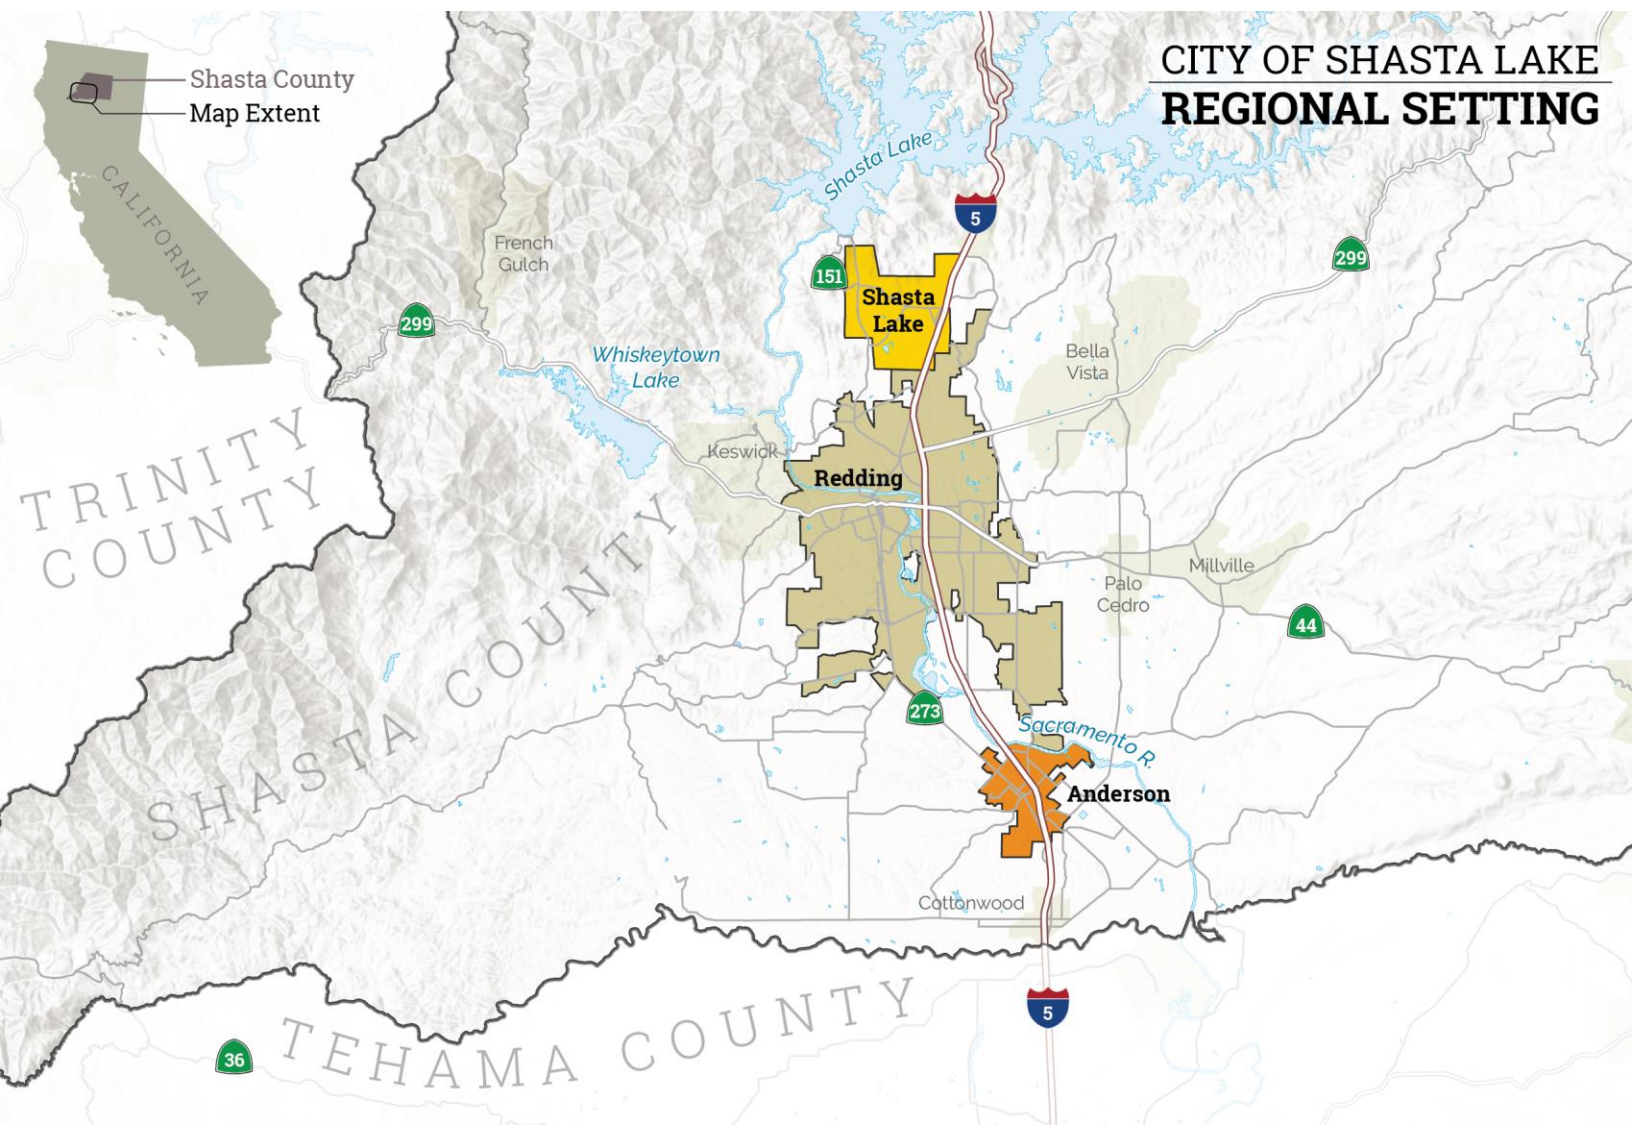 CITY OF SHASTA LAKE
REGIONAL SETTING
Shasta County
Map Extent
CALIFORNIA
Shasta Lake
5
French
Gulch
151
299
Shasta
Lake
299
Whiskeytown
Lake
Bella
Vista
TRINITY
COUNTY
Keswick
Redding
Millville
Palo
Cedro
44
SHASTA COUNTY
273
Sacramento R.
Anderson
Cottonwood
5
TEHAMA COUNTY
36